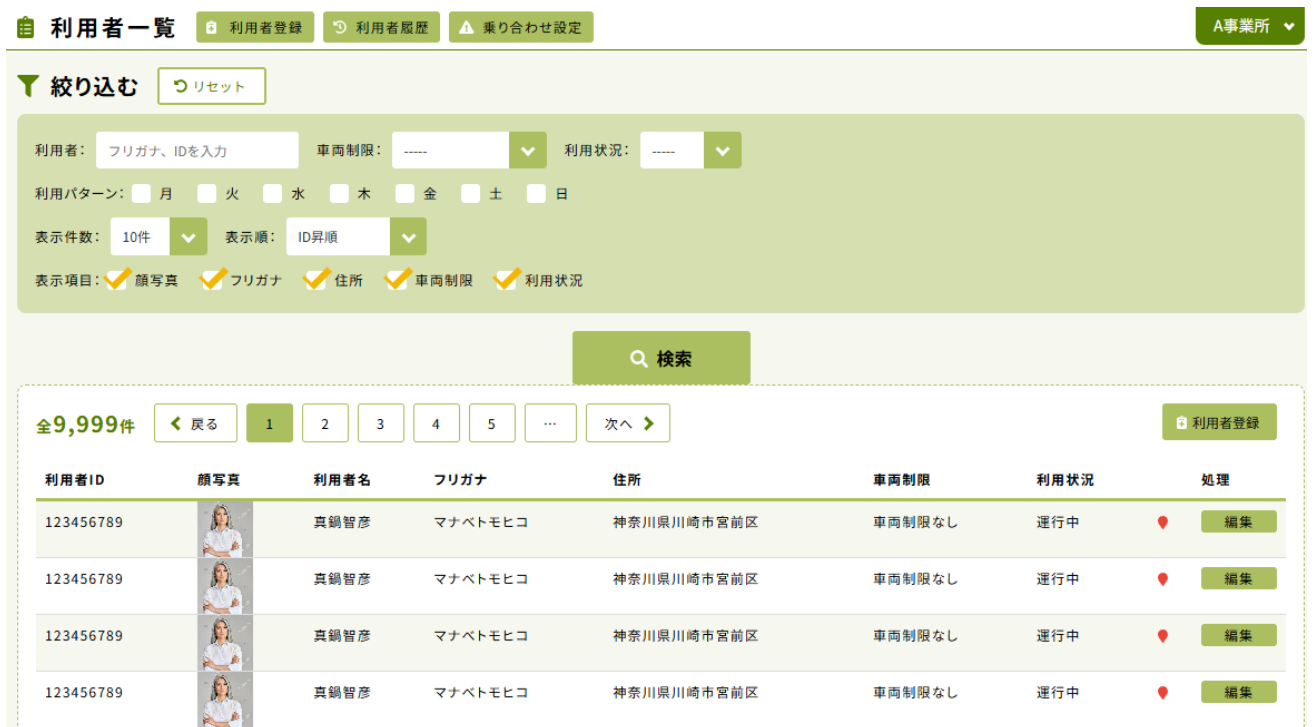 利用者一覧 利用者登録 利用者履歴 乗り合わせ設定 A事業所
絞り込む リセット
利用者: フリガナ、IDを入力 車両制限: ----- 利用状況: -----
利用パターン: 月 火 水 木 金 土 日
表示件数: 10件 表示順: ID昇順
表示項目: 顔写真 フリガナ 住所 車両制限 利用状況
検索
全9,999件 戻る 1 2 3 4 5 … 次へ 利用者登録
利用者ID 顔写真 利用者名 フリガナ 住所 車両制限 利用状況 処理
123456789 真鍋智彦 マナベトモヒコ 神奈川県川崎市宮前区 車両制限なし 運行中 編集
123456789 真鍋智彦 マナベトモヒコ 神奈川県川崎市宮前区 車両制限なし 運行中 編集
123456789 真鍋智彦 マナベトモヒコ 神奈川県川崎市宮前区 車両制限なし 運行中 編集
123456789 真鍋智彦 マナベトモヒコ 神奈川県川崎市宮前区 車両制限なし 運行中 編集